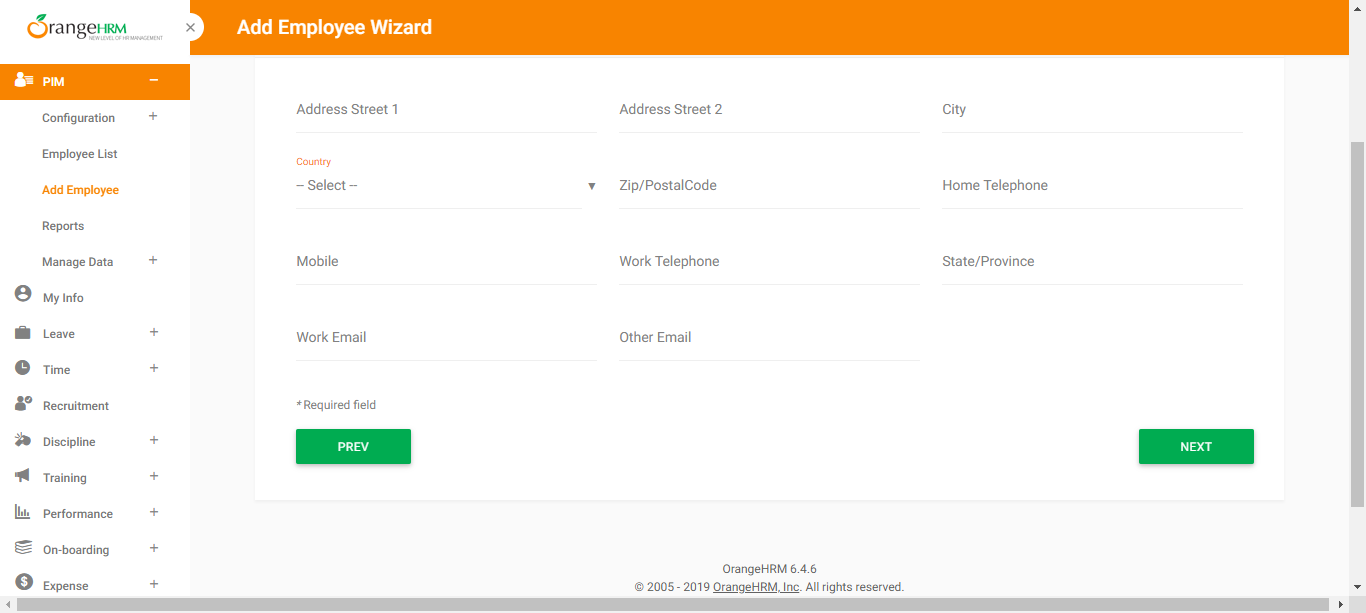 OrangeHRM
NEW LEVEL OF HR MANAGEMENT
Add Employee Wizard
PIM
Configuration
Employee List
Add Employee
Reports
Manage Data
My Info
Leave
Time
Recruitment
Discipline
Training
Performance
On-boarding
Expense
Address Street 1
Address Street 2
City
Country
-- Select --
Zip/PostalCode
Home Telephone
Mobile
Work Telephone
State/Province
Work Email
Other Email
* Required field
PREV
NEXT
OrangeHRM 6.4.6
© 2005 - 2019 OrangeHRM, Inc. All rights reserved.